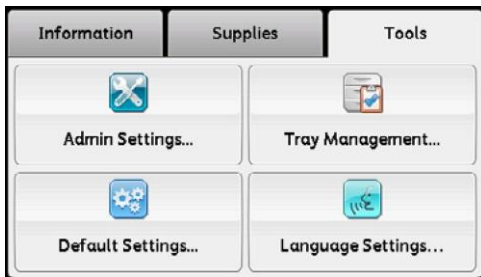 Information
Supplies
Tools
Admin Settings...
Tray Management...
Default Settings...
Language Settings...